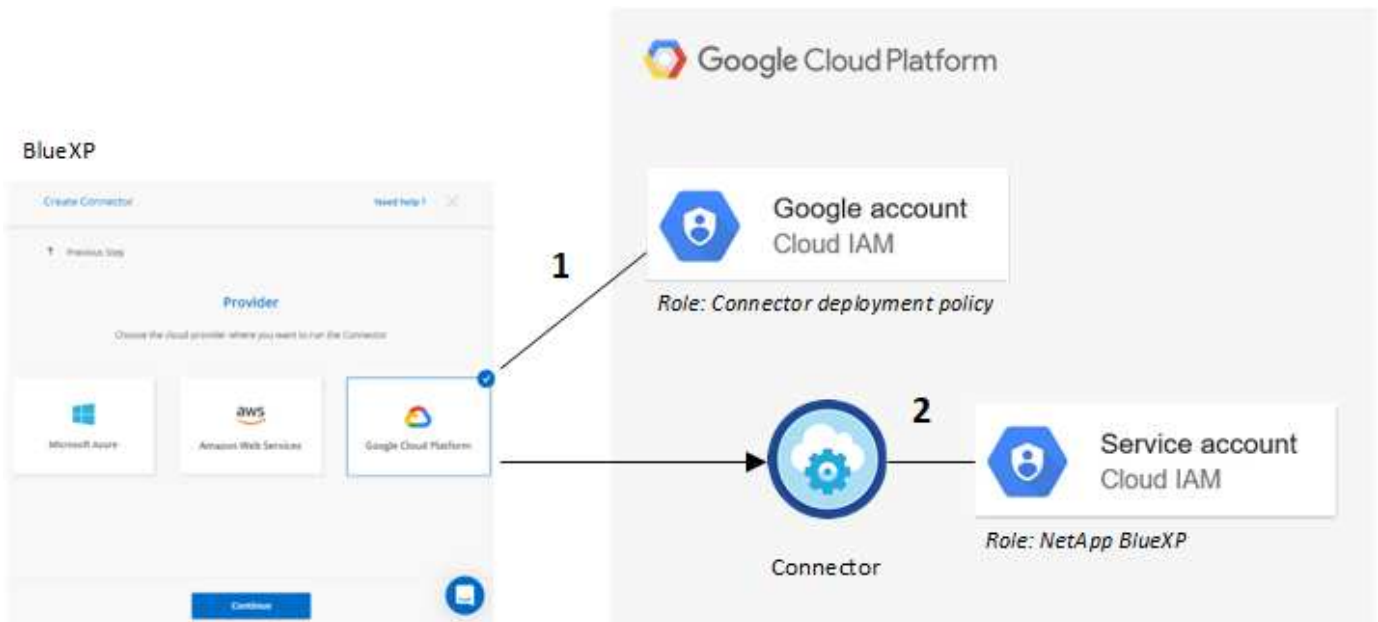 Google Cloud Platform
BlueXP
Create Connector
Need help?
Previous Step
Provider
Choose the cloud provider where you want to run the Connector
Microsoft Azure
aws
Amazon Web Services
Google Cloud Platform
Continue
1
Google account
Cloud IAM
Role: Connector deployment policy
2
Service account
Cloud IAM
Role: NetApp BlueXP
Connector